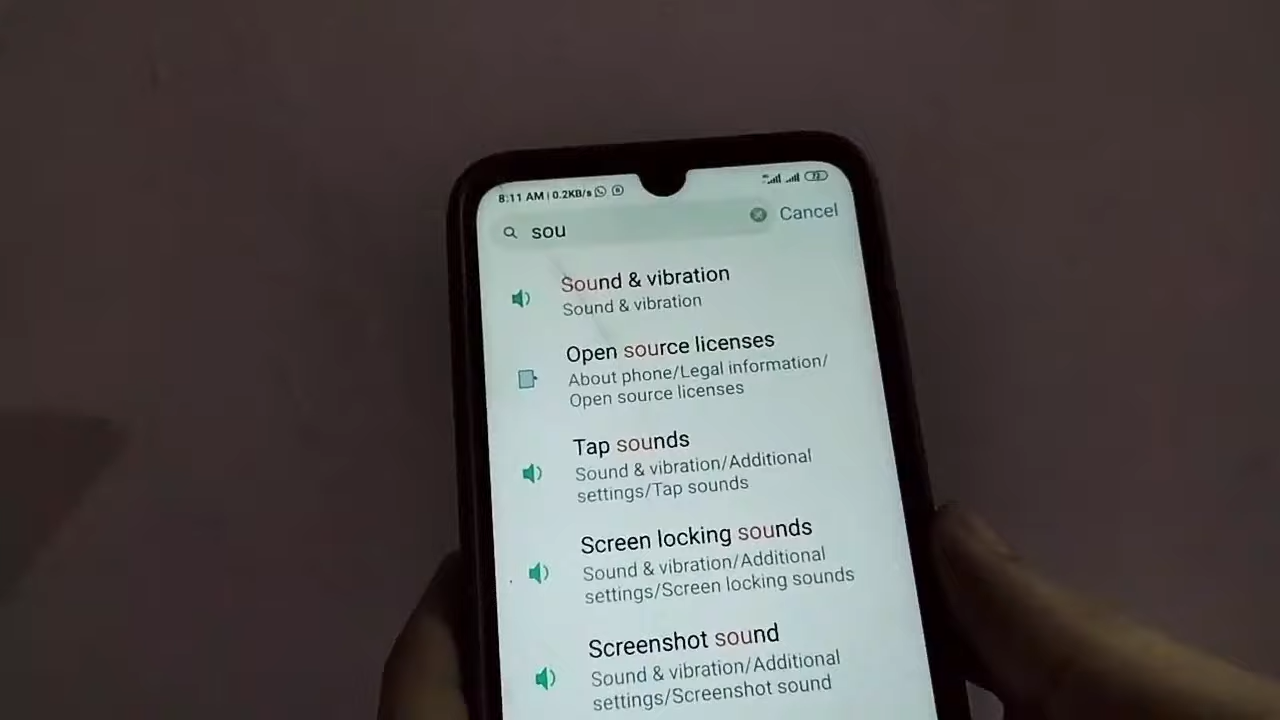 8:11 AM | 0.2KB/s
72
sou
Cancel
Sound & vibration
Sound & vibration
Open source licenses
About phone/Legal information/
Open source licenses
Tap sounds
Sound & vibration/Additional
settings/Tap sounds
Screen locking sounds
Sound & vibration/Additional
settings/Screen locking sounds
Screenshot sound
Sound & vibration/Additional
settings/Screenshot sound